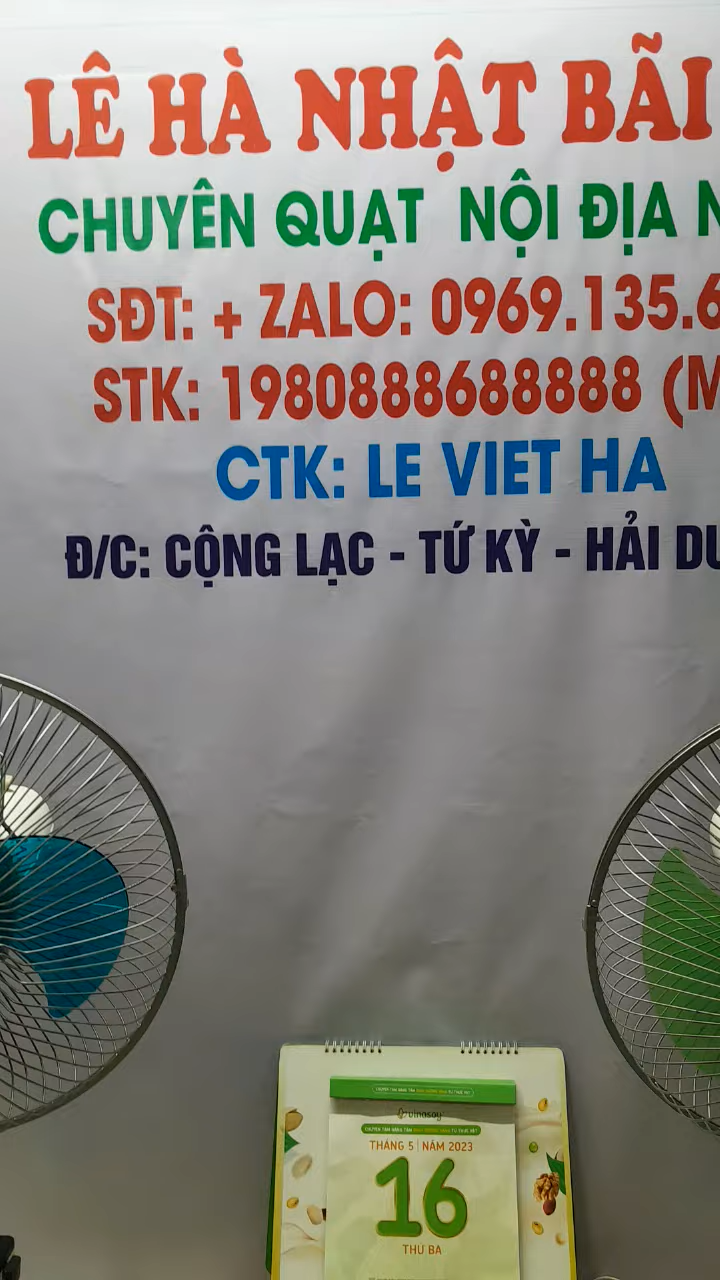 LÊ HÀ NHẬT BÃI
CHUYÊN QUẠT NỘI ĐỊA N
SĐT: + ZALO: 0969.135.6
STK: 1980888688888 (M
CTK: LE VIET HA
Đ/C: CỘNG LẠC - TỨ KỲ - HẢI DƯ
vinasoy
THÁNG 5 | NĂM 2023
16
THỨ BA